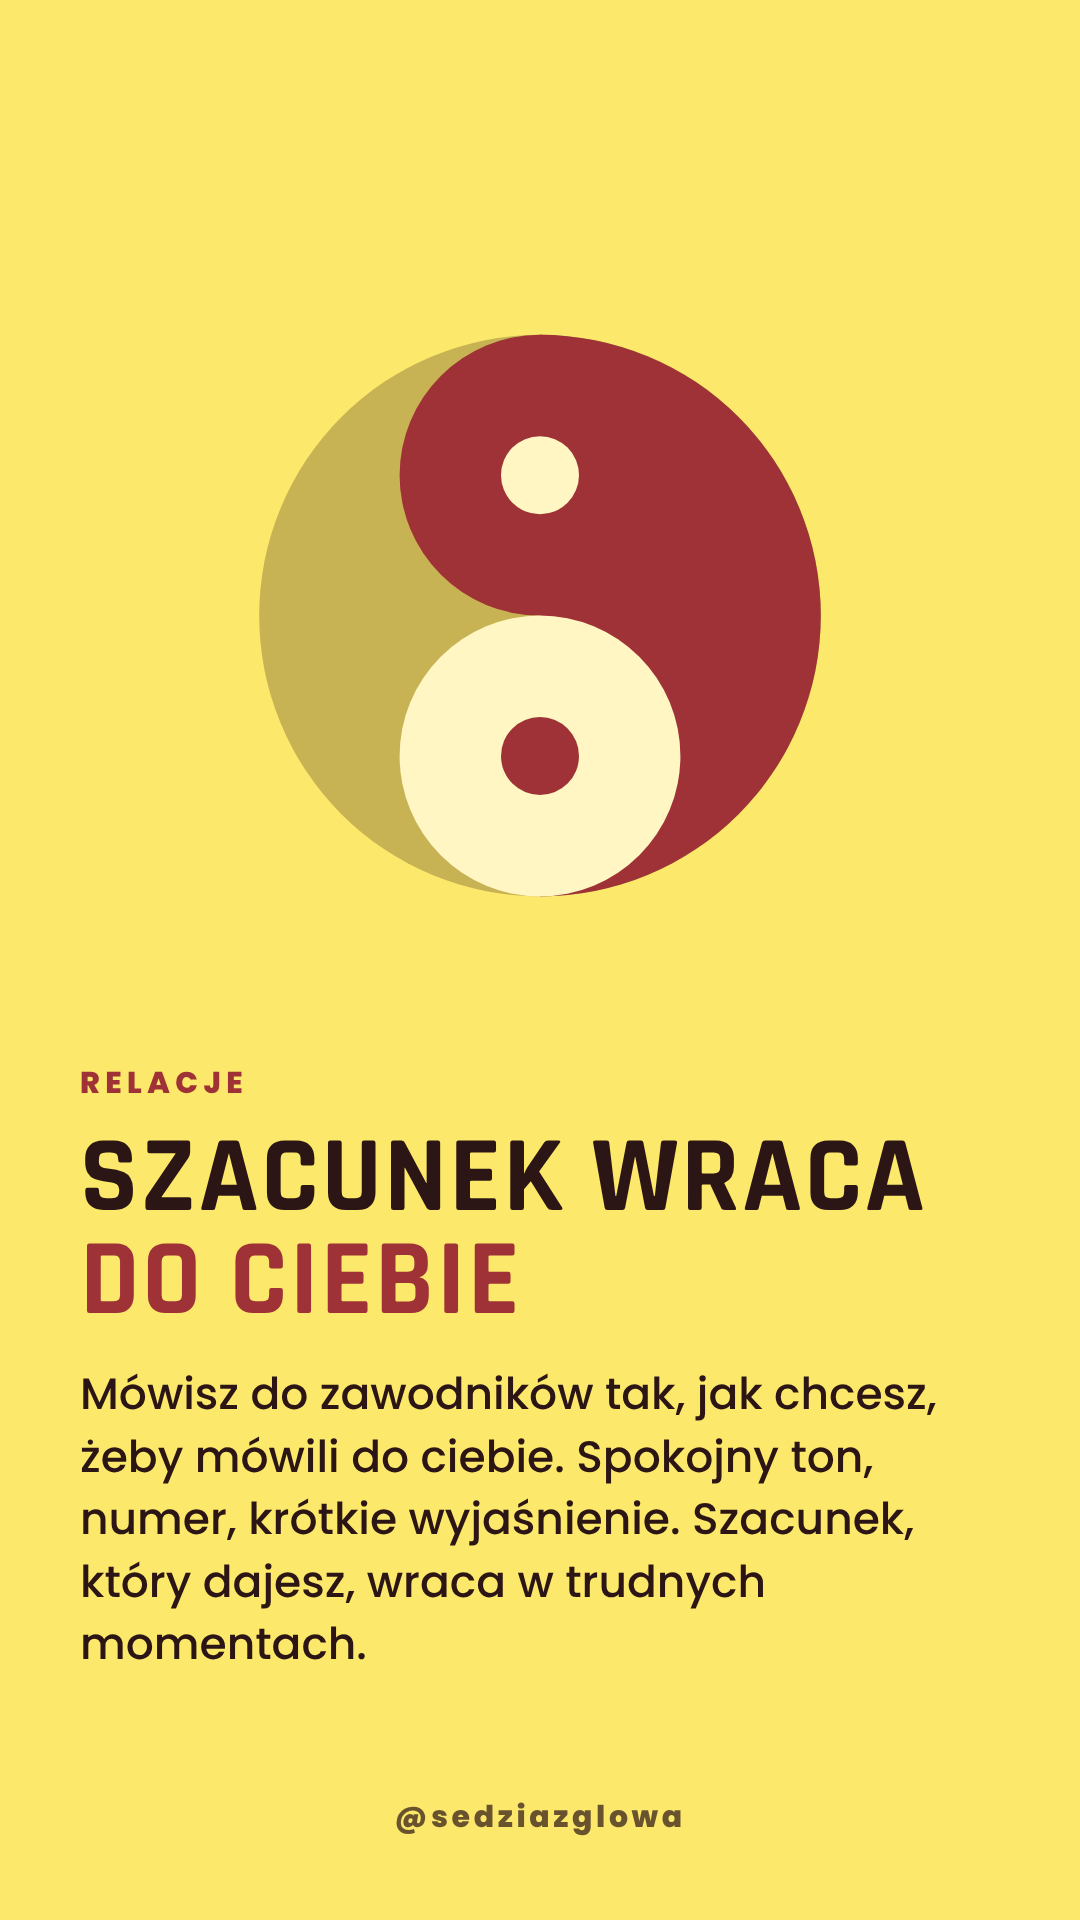 RELACJE
SZACUNEK WRACA
DO CIEBIE
Mówisz do zawodników tak, jak chcesz,
żeby mówili do ciebie. Spokojny ton,
numer, krótkie wyjaśnienie. Szacunek,
który dajesz, wraca w trudnych
momentach.
@sedziazglowa